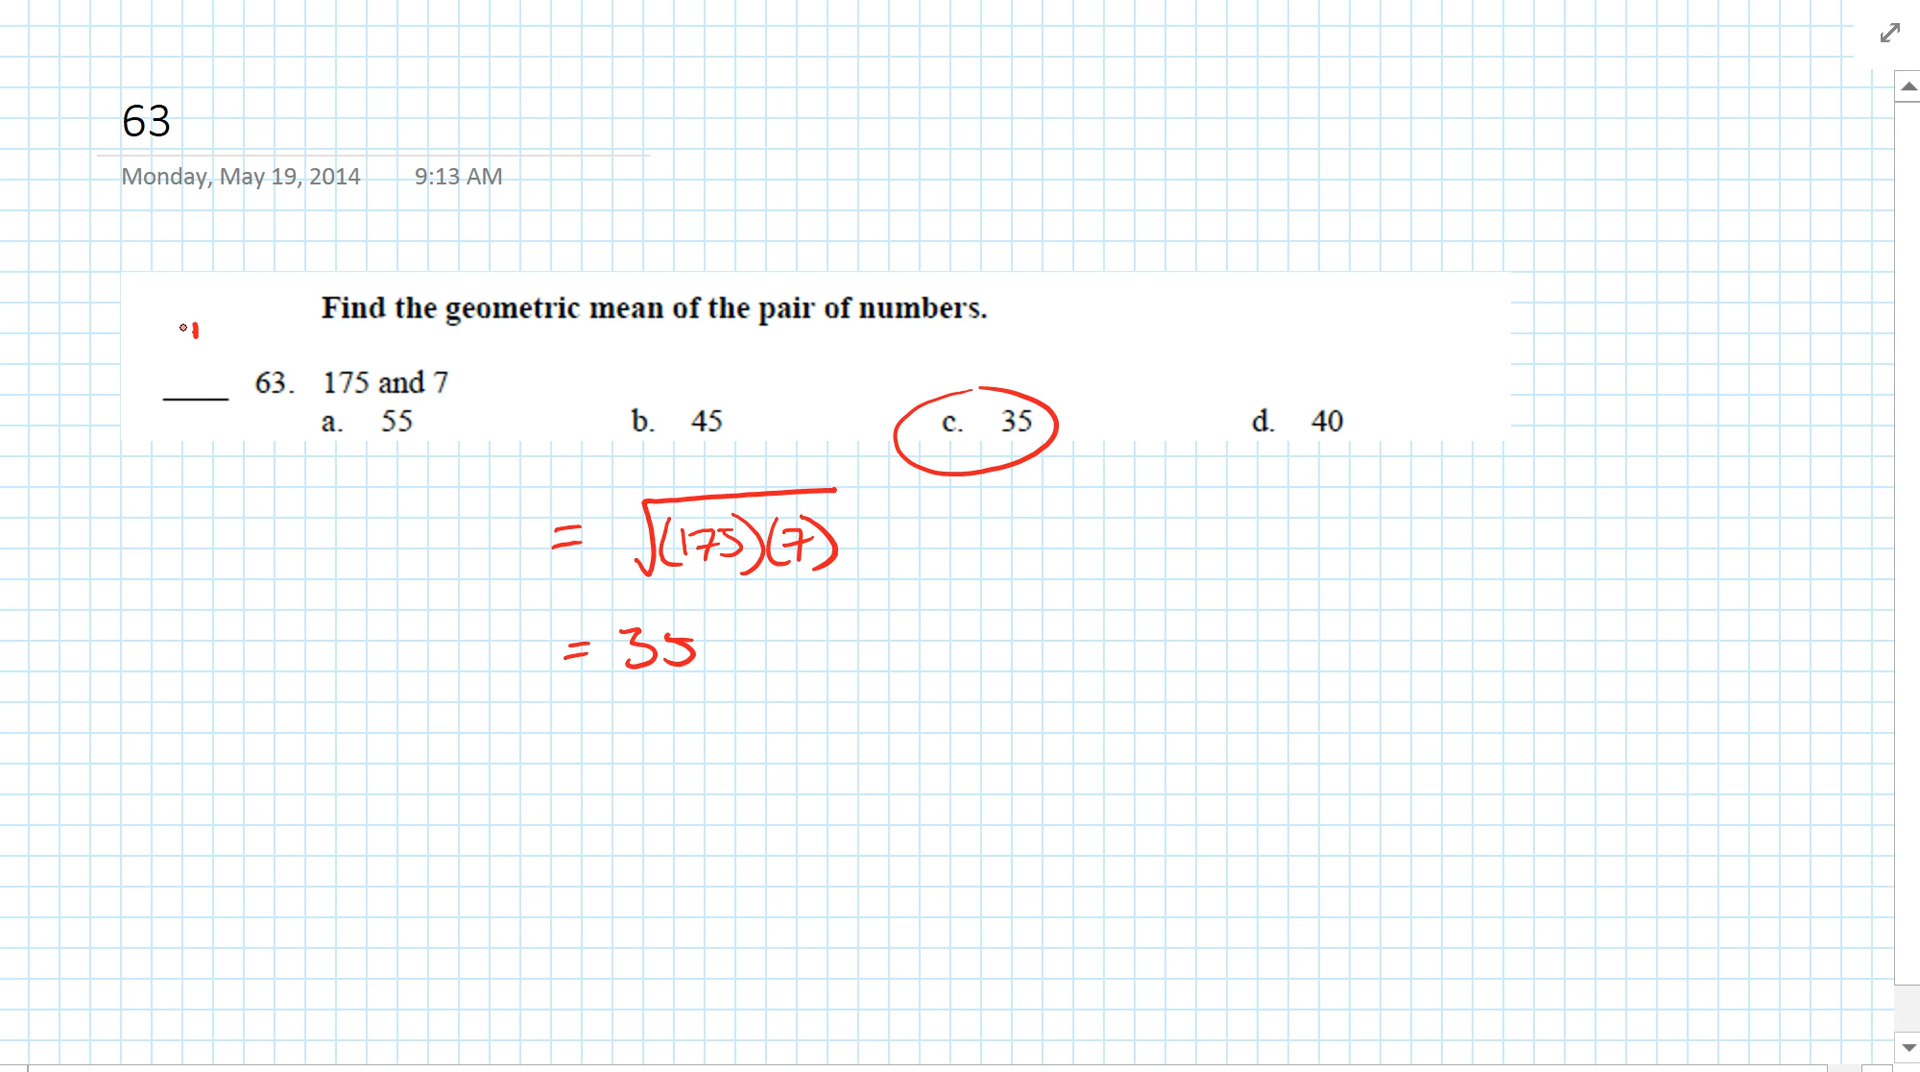 63
Monday, May 19, 2014 9:13 AM
Find the geometric mean of the pair of numbers.
____ 63. 175 and 7
a. 55 b. 45 c. 35 d. 40
= √(175)(7)
= 35